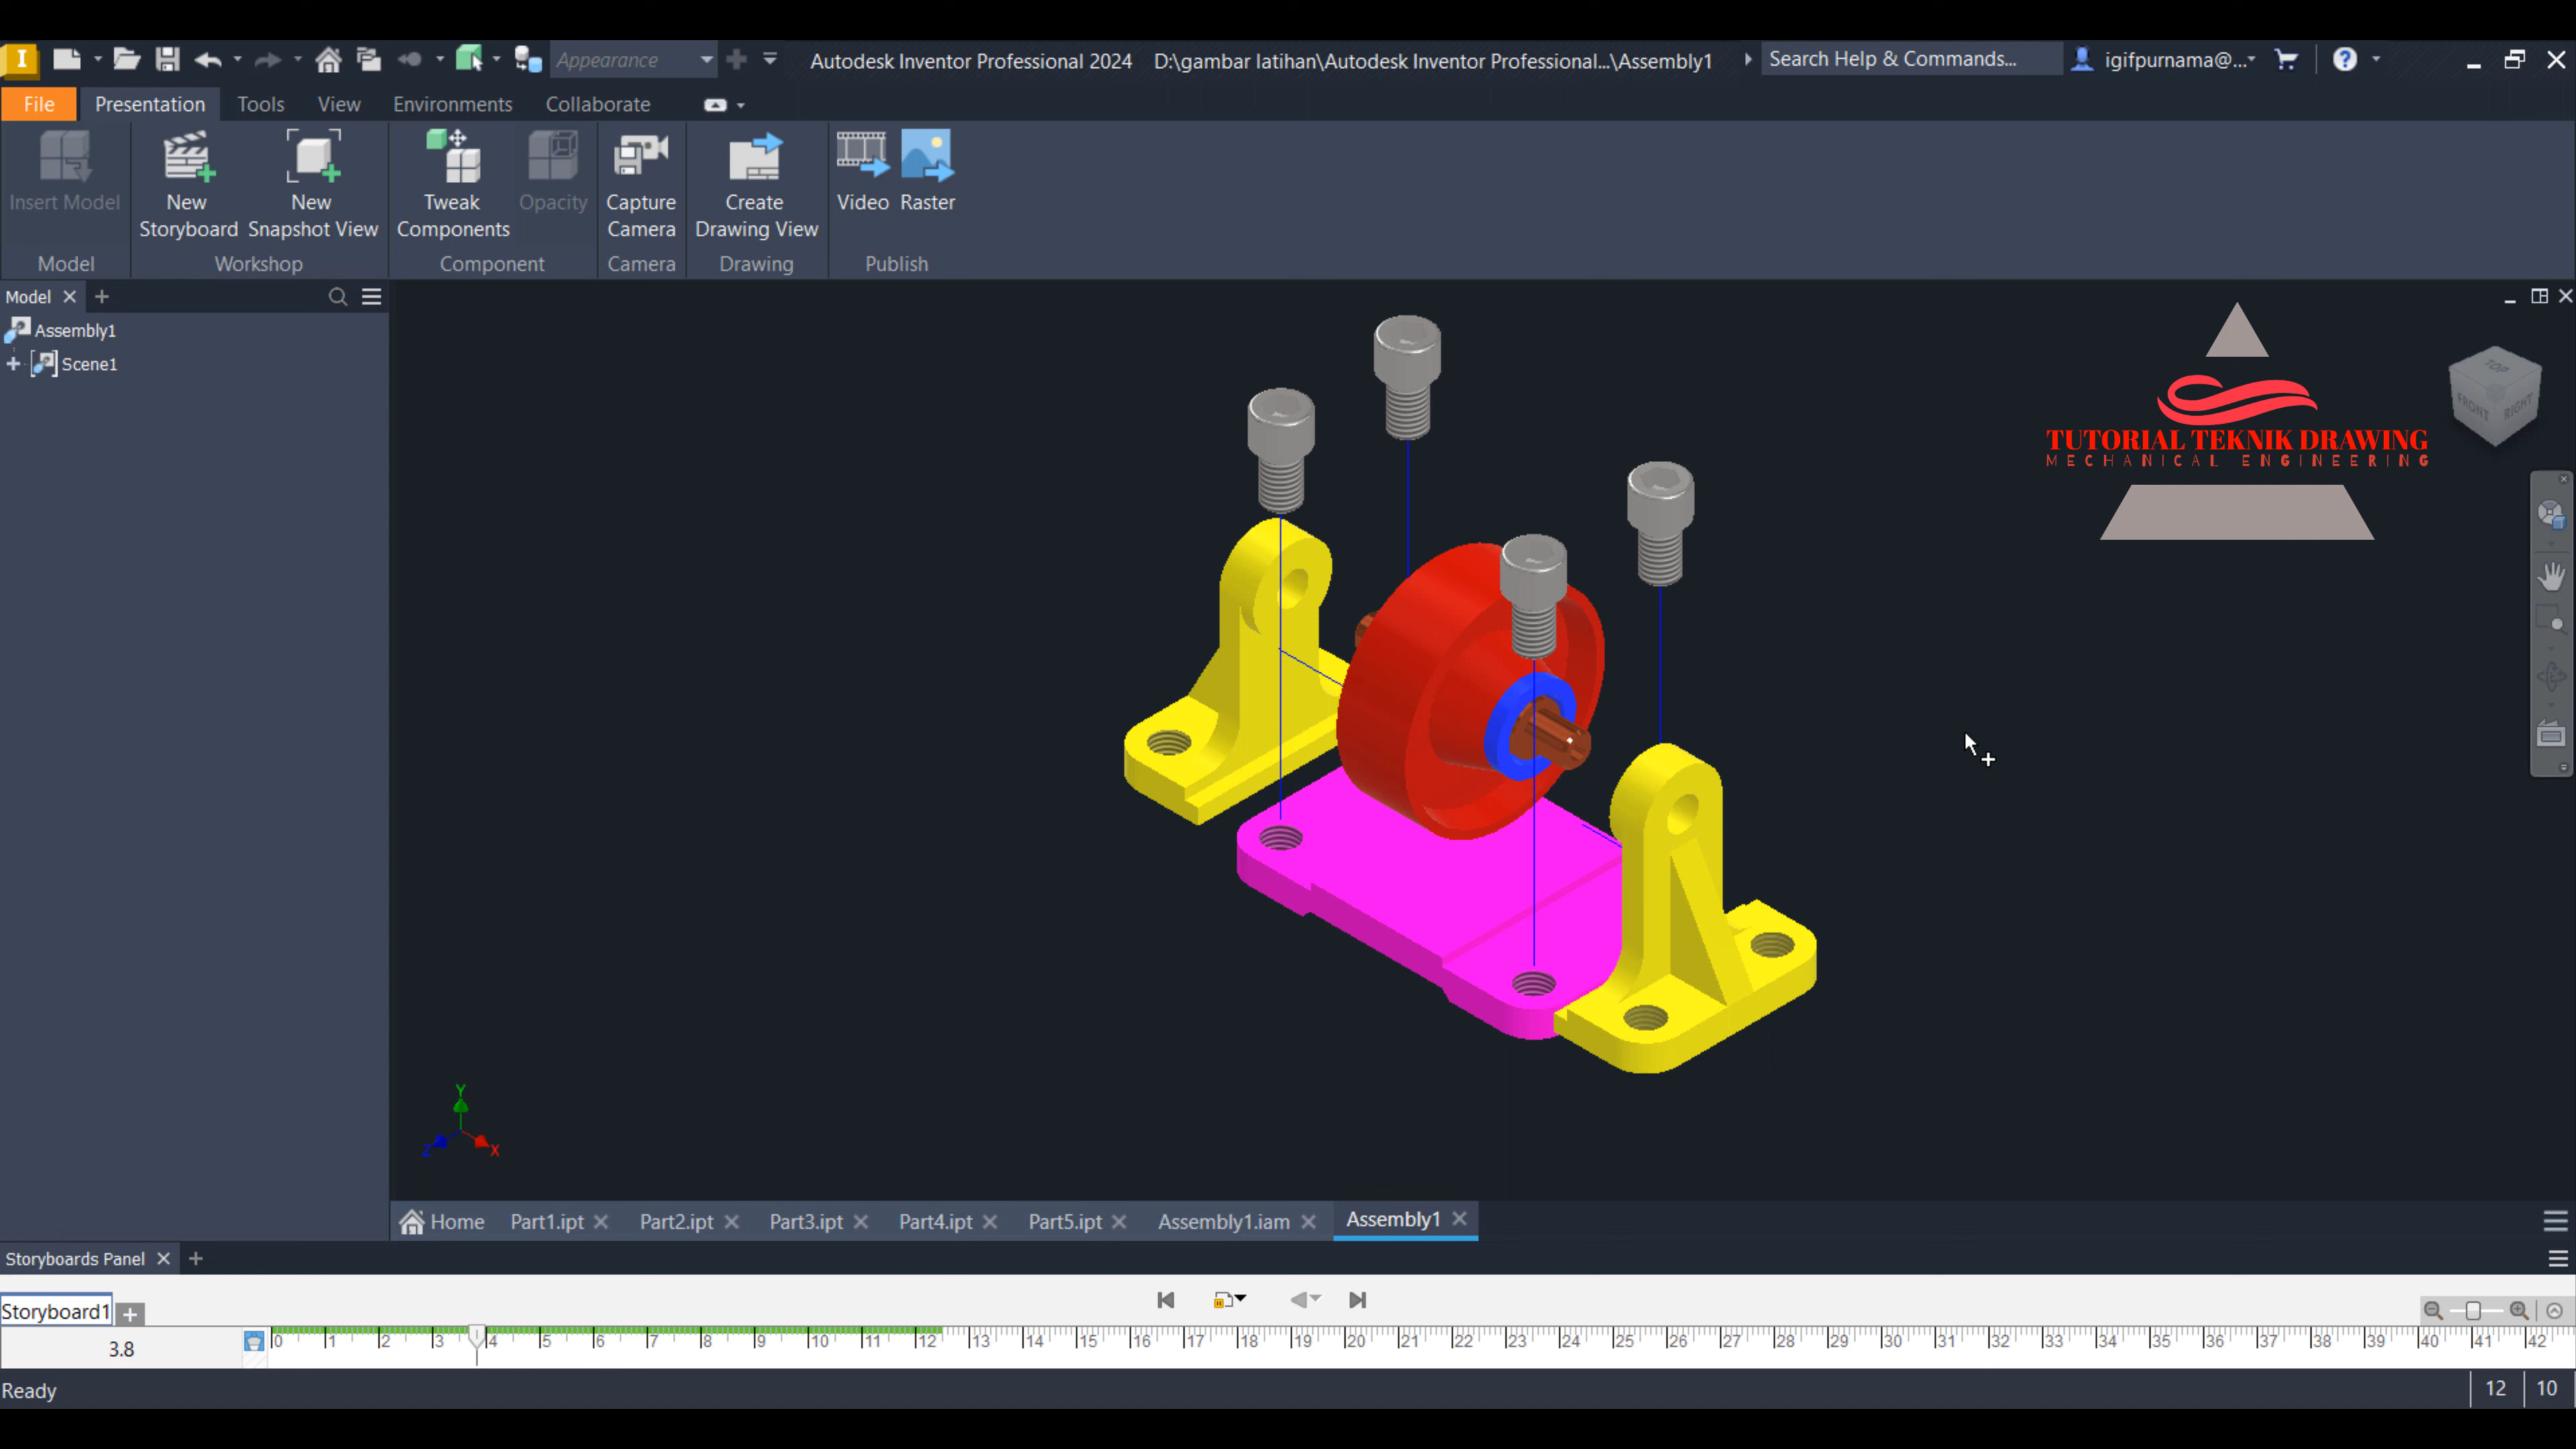 I
Appearance
Autodesk Inventor Professional 2024 D:\gambar latihan\Autodesk Inventor Professional...\Assembly1
Search Help & Commands...
igifpurnama@...
File Presentation Tools View Environments Collaborate
Insert Model
New Storyboard
New Snapshot View
Tweak Components
Opacity
Capture Camera
Create Drawing View
Video
Raster
Model Workshop Component Camera Drawing Publish
Model
Assembly1
Scene1
TOP
FRONT
RIGHT
TUTORIAL TEKNIK DRAWING
MECHANICAL ENGINEERING
Y
Z
X
Home Part1.ipt Part2.ipt Part3.ipt Part4.ipt Part5.ipt Assembly1.iam Assembly1
Storyboards Panel
Storyboard1
3.8
0 1 2 3 4 5 6 7 8 9 10 11 12 13 14 15 16 17 18 19 20 21 22 23 24 25 26 27 28 29 30 31 32 33 34 35 36 37 38 39 40 41 42
Ready
12 10